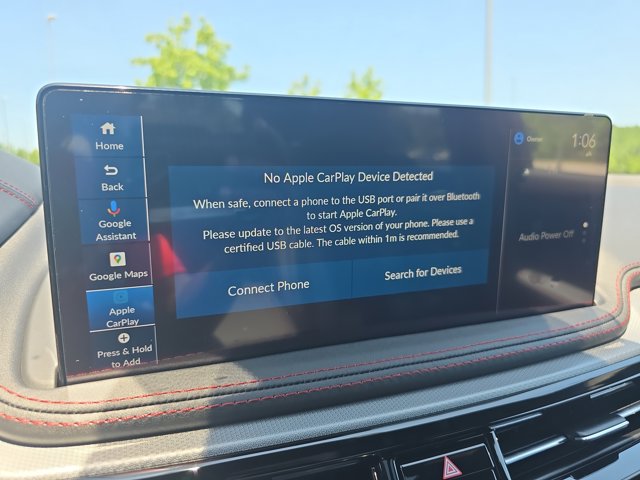 Home
Back
Google
Assistant
Google Maps
Apple
CarPlay
Press & Hold
to Add
No Apple CarPlay Device Detected
When safe, connect a phone to the USB port or pair it over Bluetooth
to start Apple CarPlay.
Please update to the latest OS version of your phone. Please use a
certified USB cable. The cable within 1m is recommended.
Connect Phone
Search for Devices
1:06
Audio Power Off